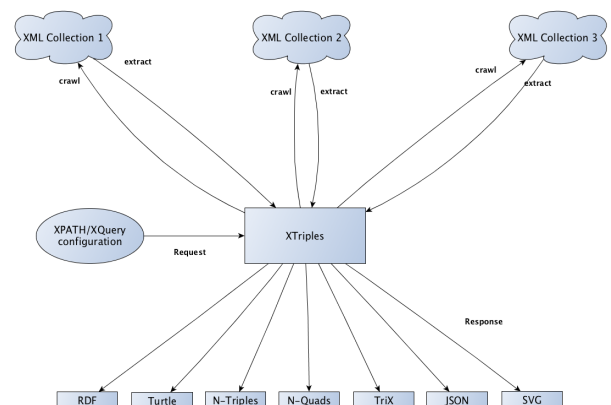 XML Collection 1
XML Collection 2
XML Collection 3
extract
crawl
crawl
extract
crawl
extract
XPATH/XQuery
configuration
Request
XTriples
Response
RDF
Turtle
N-Triples
N-Quads
TriX
JSON
SVG